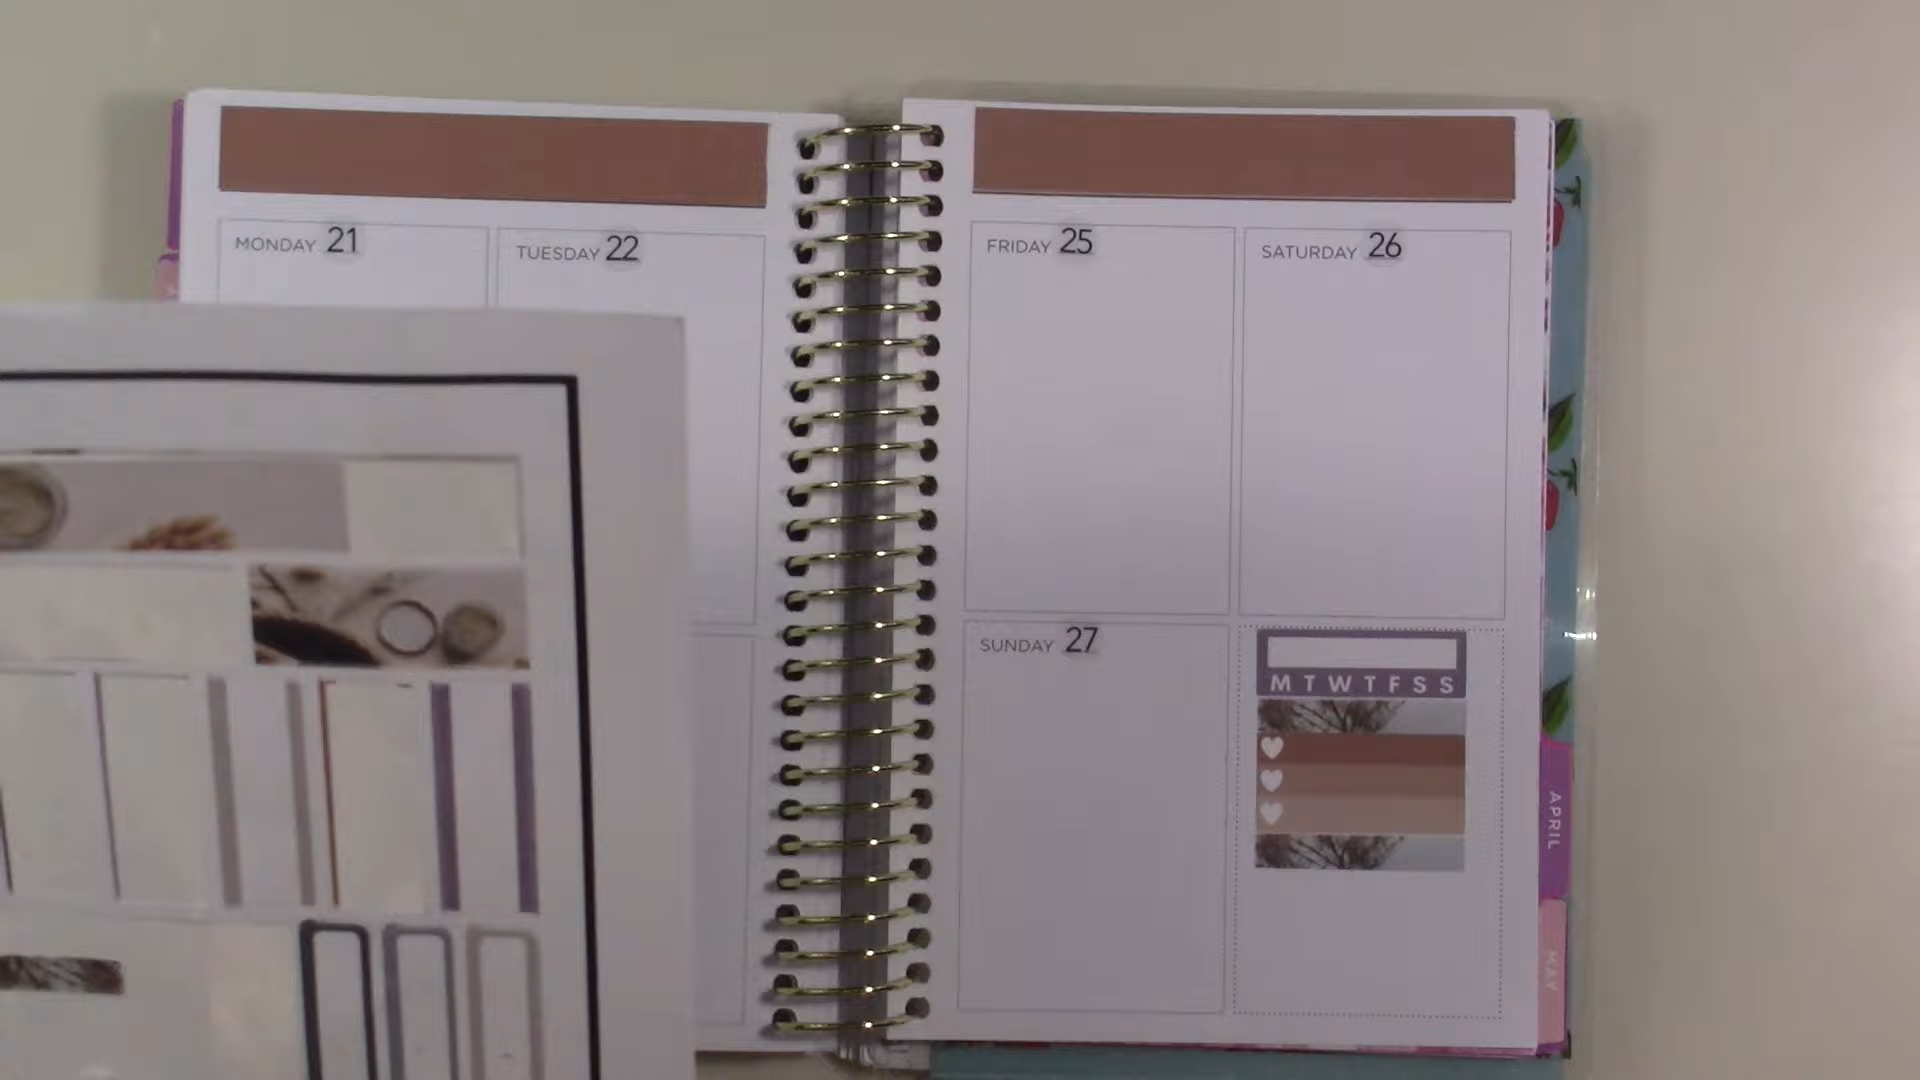 MONDAY 21
TUESDAY 22
FRIDAY 25
SATURDAY 26
SUNDAY 27
M T W T F S S
APRIL
MAY